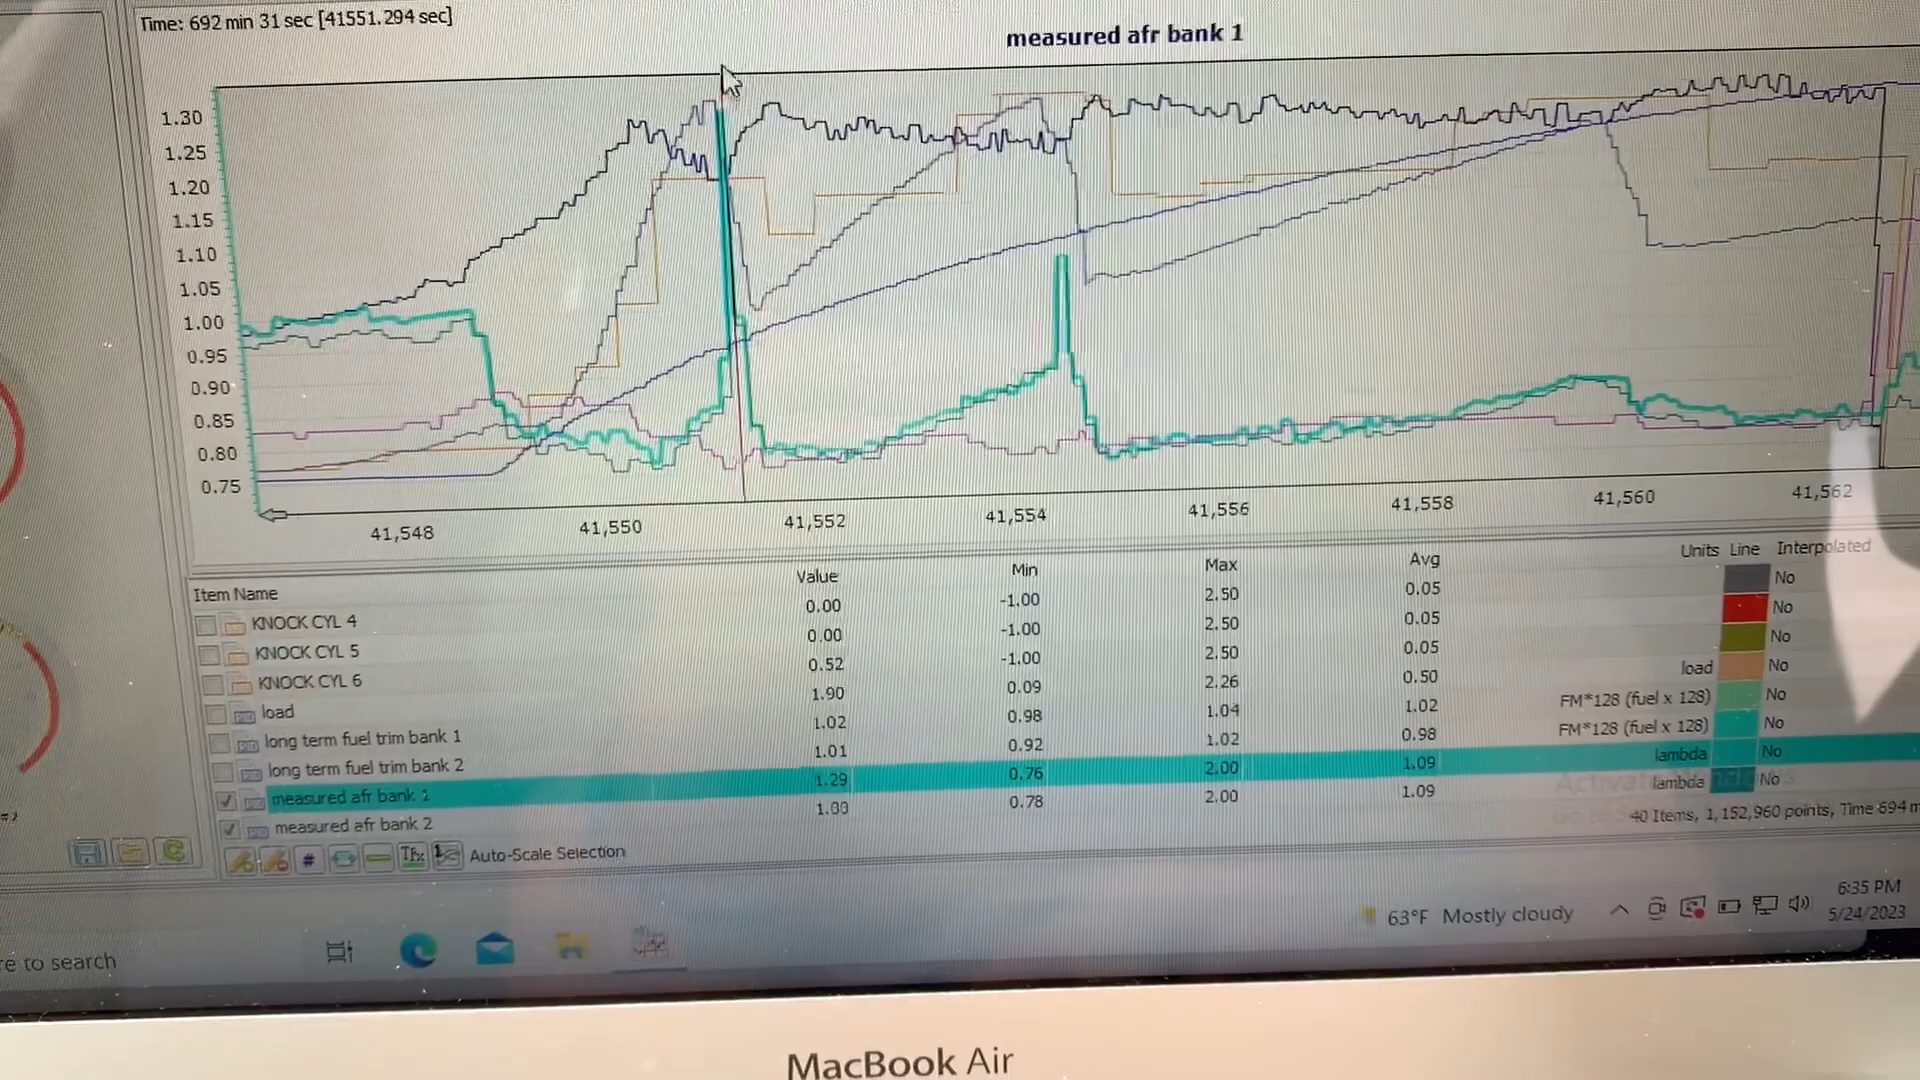 Time: 692 min 31 sec [41551.294 sec]
measured afr bank 1
1.30
1.25
1.20
1.15
1.10
1.05
1.00
0.95
0.90
0.85
0.80
0.75
41,548 41,550 41,552 41,554 41,556 41,558 41,560 41,562
Item Name Value Min Max Avg Units Line Interpolated
KNOCK CYL 4 0.00 -1.00 2.50 0.05 No
KNOCK CYL 5 0.00 -1.00 2.50 0.05 No
KNOCK CYL 6 0.52 -1.00 2.50 0.05 No
load 1.90 0.09 2.26 0.50 load No
long term fuel trim bank 1 1.02 0.98 1.04 1.02 FM*128 (fuel x 128) No
long term fuel trim bank 2 1.01 0.92 1.02 0.98 FM*128 (fuel x 128) No
measured afr bank 1 1.29 0.76 2.00 1.09 lambda No
measured afr bank 2 0.78 2.00 1.09 lambda No
40 Items, 1,152,960 points, Time 694 m
Auto-Scale Selection
6:35 PM
63°F Mostly cloudy
5/24/2023
re to search
MacBook Air